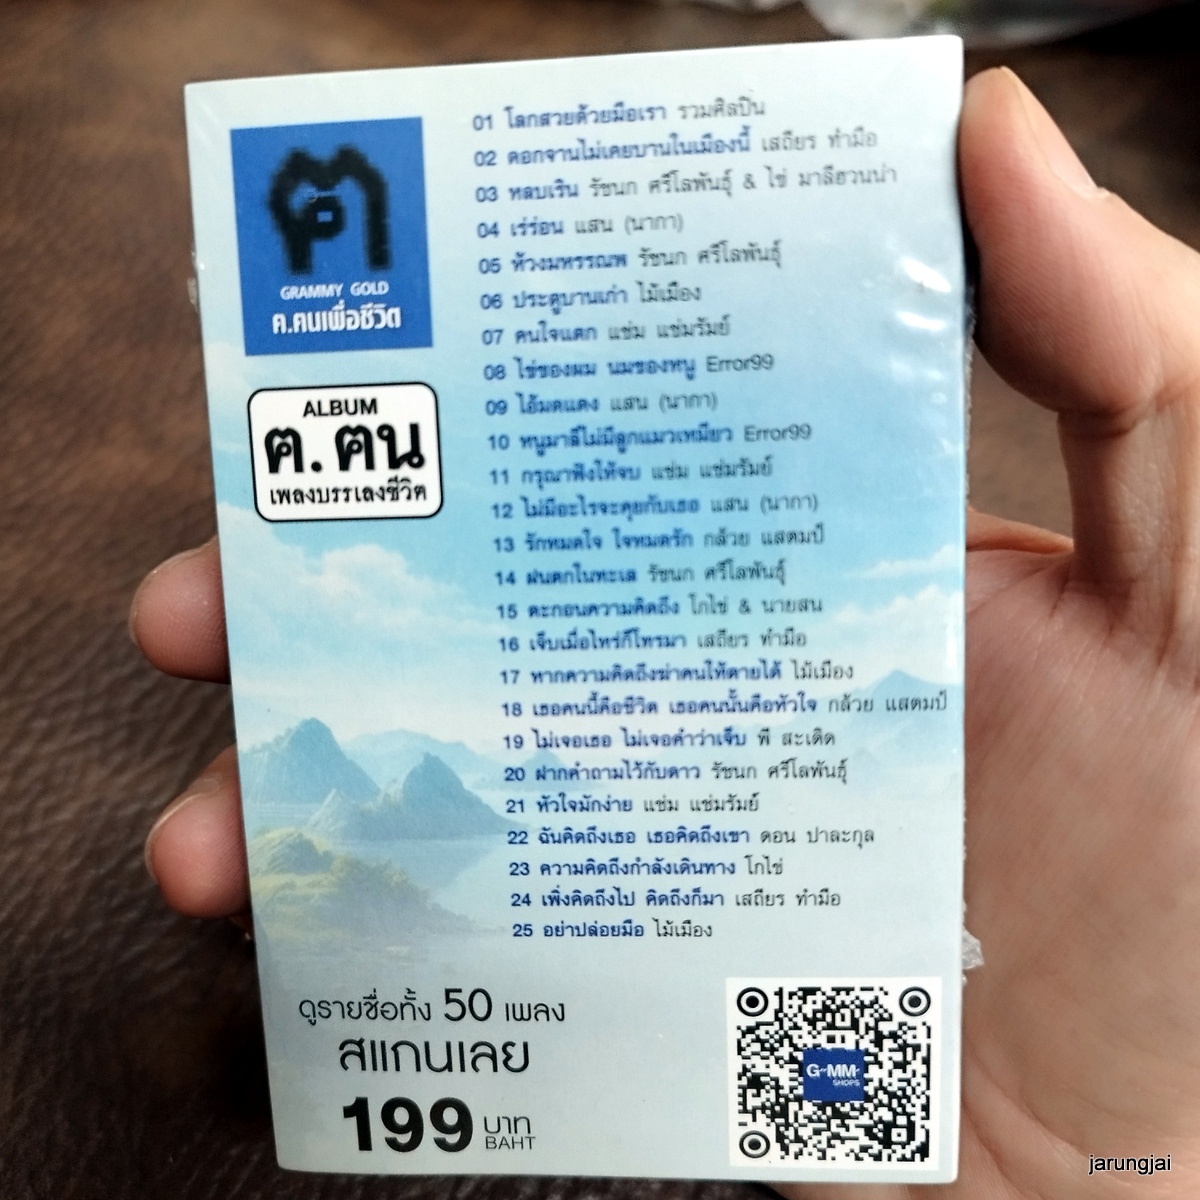 ฅ
GRAMMY GOLD
ฅ.ฅนเพื่อชีวิต
ALBUM
ฅ.ฅน
เพลงบรรเลงชีวิต
01 โลกสวยด้วยมือเรา รวมศิลปิน
02 ดอกจานไม่เคยบานในเมืองนี้ เสถียร ทำมือ
03 หลบเริน รัชนก ศรีโลพันธุ์ & ไข่ มาลีฮวนน่า
04 เร่ร่อน แสน (นากา)
05 ห้วงมหรรณพ รัชนก ศรีโลพันธุ์
06 ประตูบานเก่า ไม้เมือง
07 คนใจแตก แช่ม แช่มรัมย์
08 ไข่ของผม นมของหนู Error99
09 ไอ้มดแดง แสน (นากา)
10 หนูมาลีไม่มีลูกแมวเหมียว Error99
11 กรุณาฟังให้จบ แช่ม แช่มรัมย์
12 ไม่มีอะไรจะคุยกับเธอ แสน (นากา)
13 รักหมดใจ ใจหมดรัก กล้วย แสตมป์
14 ฝนตกในทะเล รัชนก ศรีโลพันธุ์
15 ตะกอนความคิดถึง โกไข่ & นายสน
16 เจ็บเมื่อไหร่ก็โทรมา เสถียร ทำมือ
17 หากความคิดถึงฆ่าคนให้ตายได้ ไม้เมือง
18 เธอคนนี้คือชีวิต เธอคนนั้นคือหัวใจ กล้วย แสตมป์
19 ไม่เจอเธอ ไม่เจอคำว่าเจ็บ พี สะเดิด
20 ฝากคำถามไว้กับดาว รัชนก ศรีโลพันธุ์
21 หัวใจมักง่าย แช่ม แช่มรัมย์
22 ฉันคิดถึงเธอ เธอคิดถึงเขา ดอน ปาละกุล
23 ความคิดถึงกำลังเดินทาง โกไข่
24 เพิ่งคิดถึงไป คิดถึงก็มา เสถียร ทำมือ
25 อย่าปล่อยมือ ไม้เมือง
ดูรายชื่อทั้ง 50 เพลง
สแกนเลย
199 บาท
BAHT
G-MM-
SHOPS
jarungjai